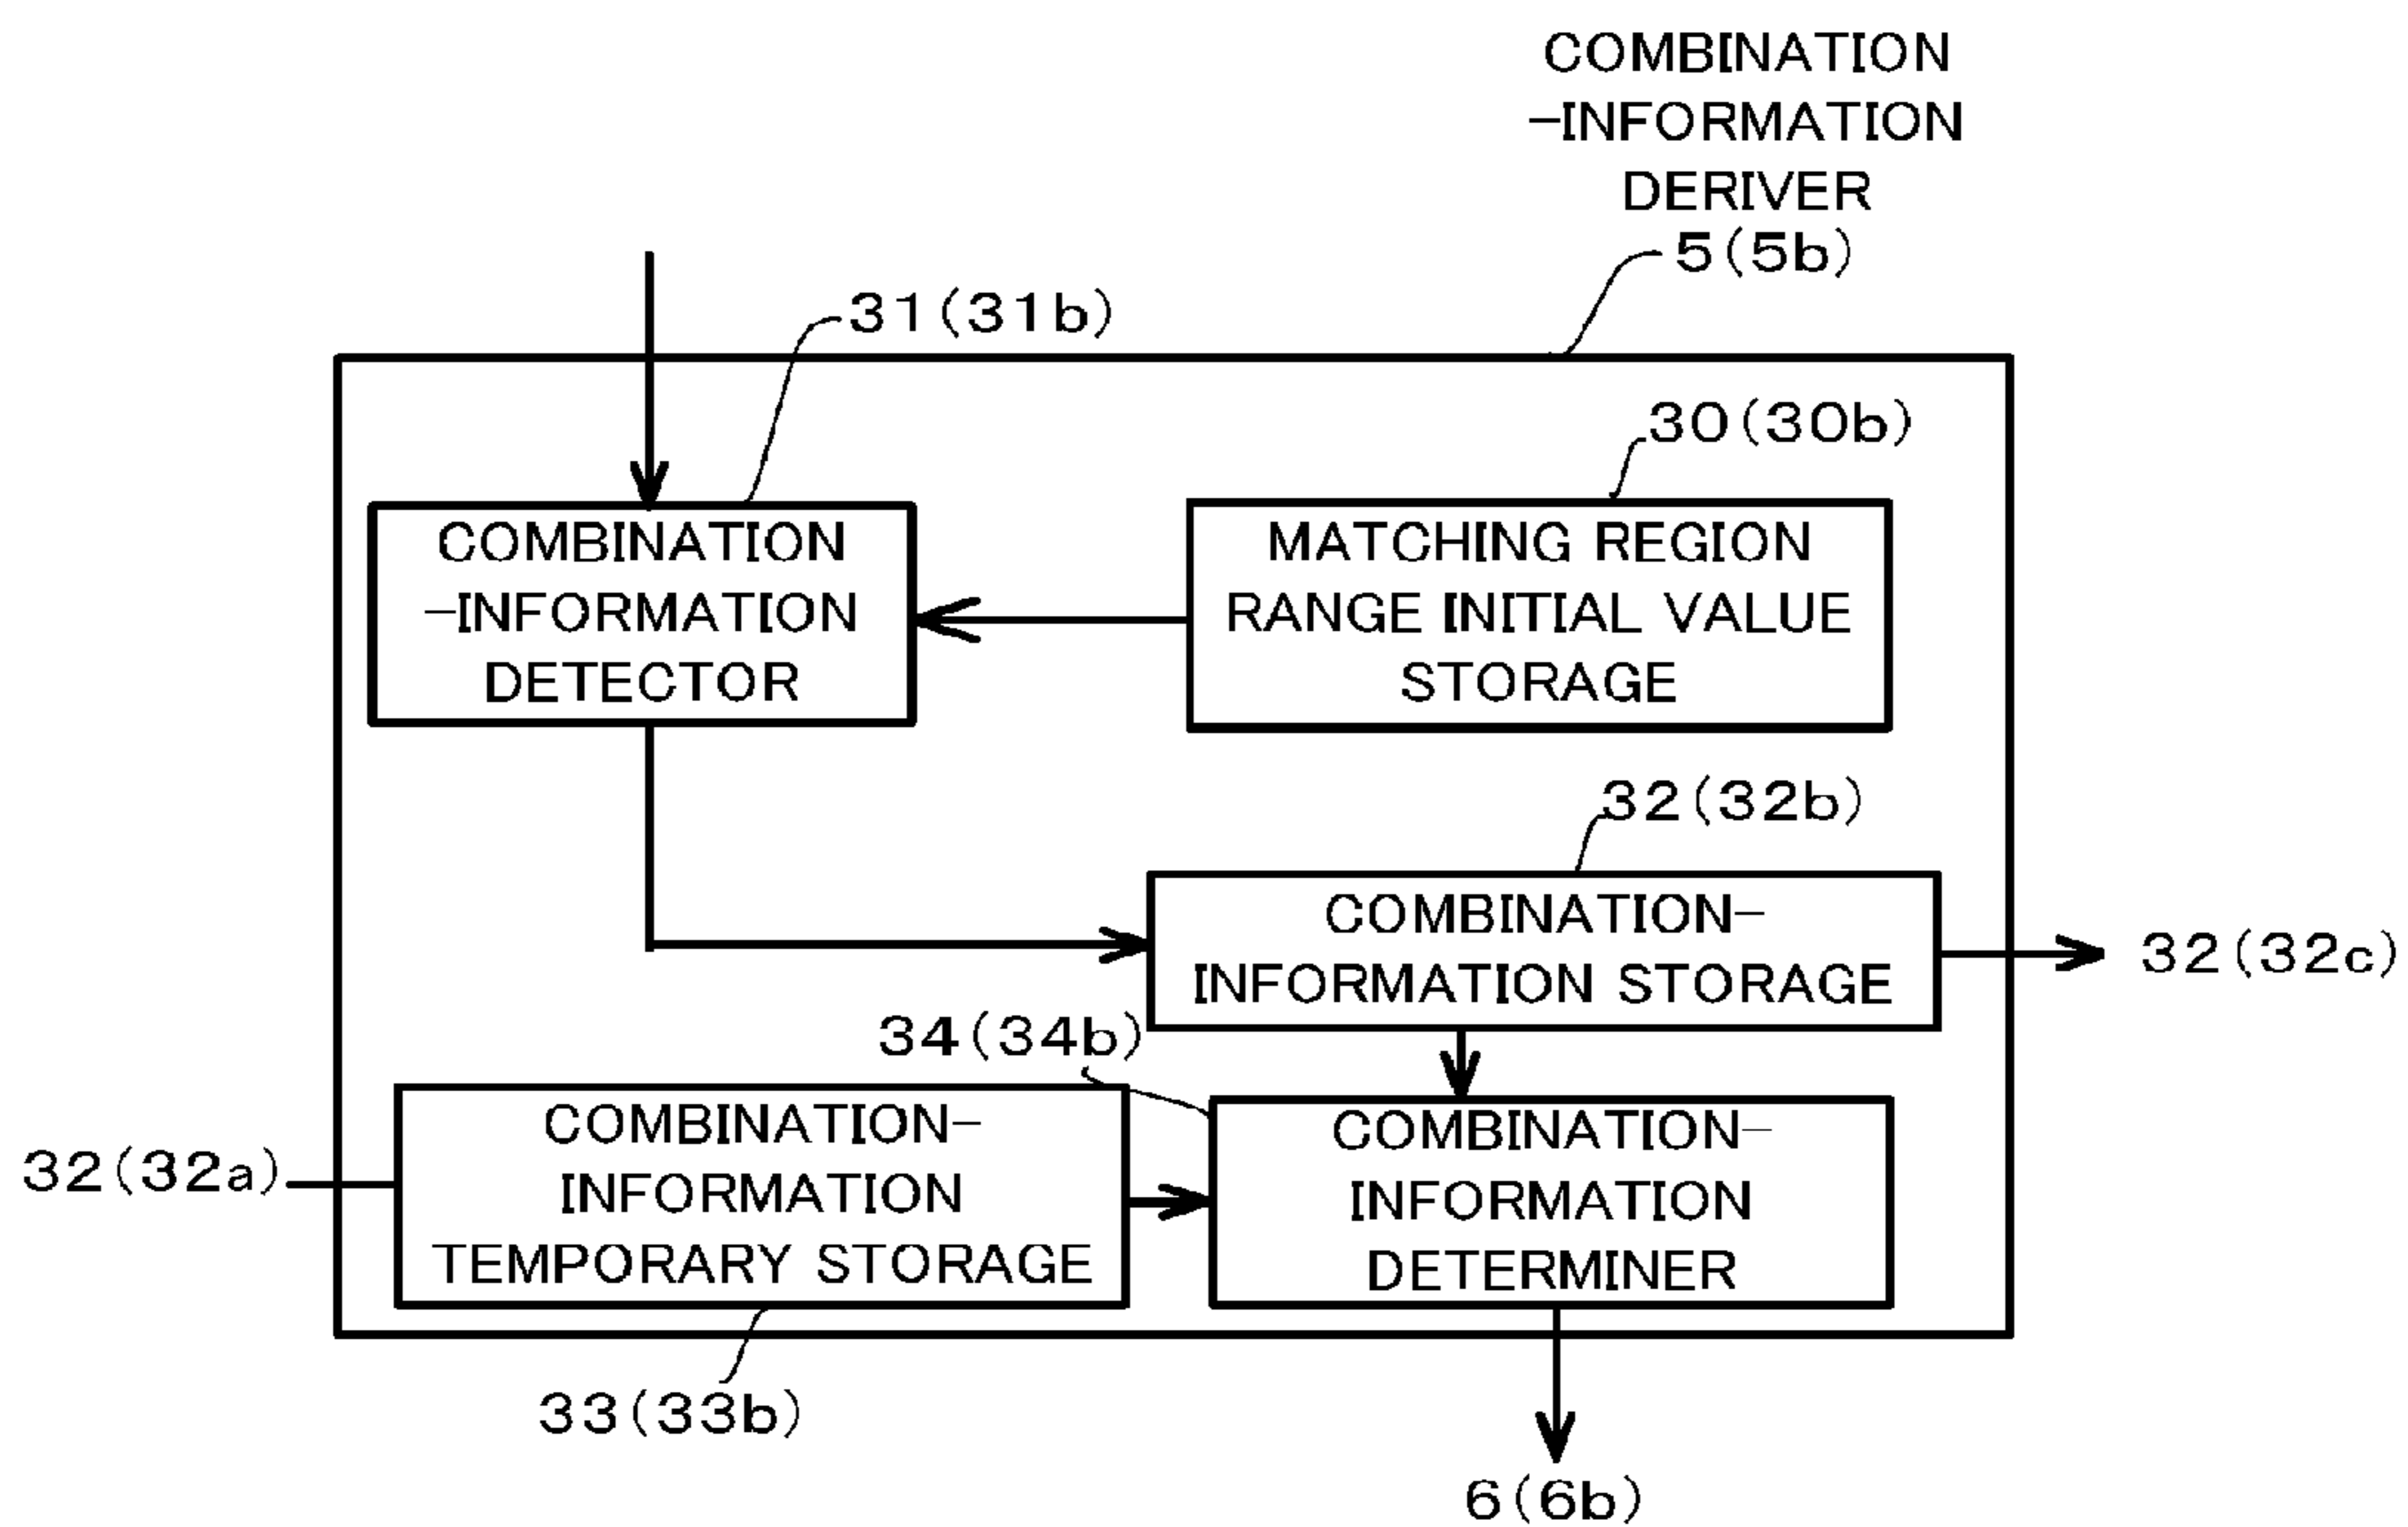 COMBINATION
-INFORMATION
DERIVER
5(5b)
31(31b)
30(30b)
COMBINATION
-INFORMATION
DETECTOR
MATCHING REGION
RANGE INITIAL VALUE
STORAGE
32(32b)
COMBINATION-
INFORMATION STORAGE
32(32c)
34(34b)
32(32a)
COMBINATION-
INFORMATION
TEMPORARY STORAGE
COMBINATION-
INFORMATION
DETERMINER
33(33b)
6(6b)